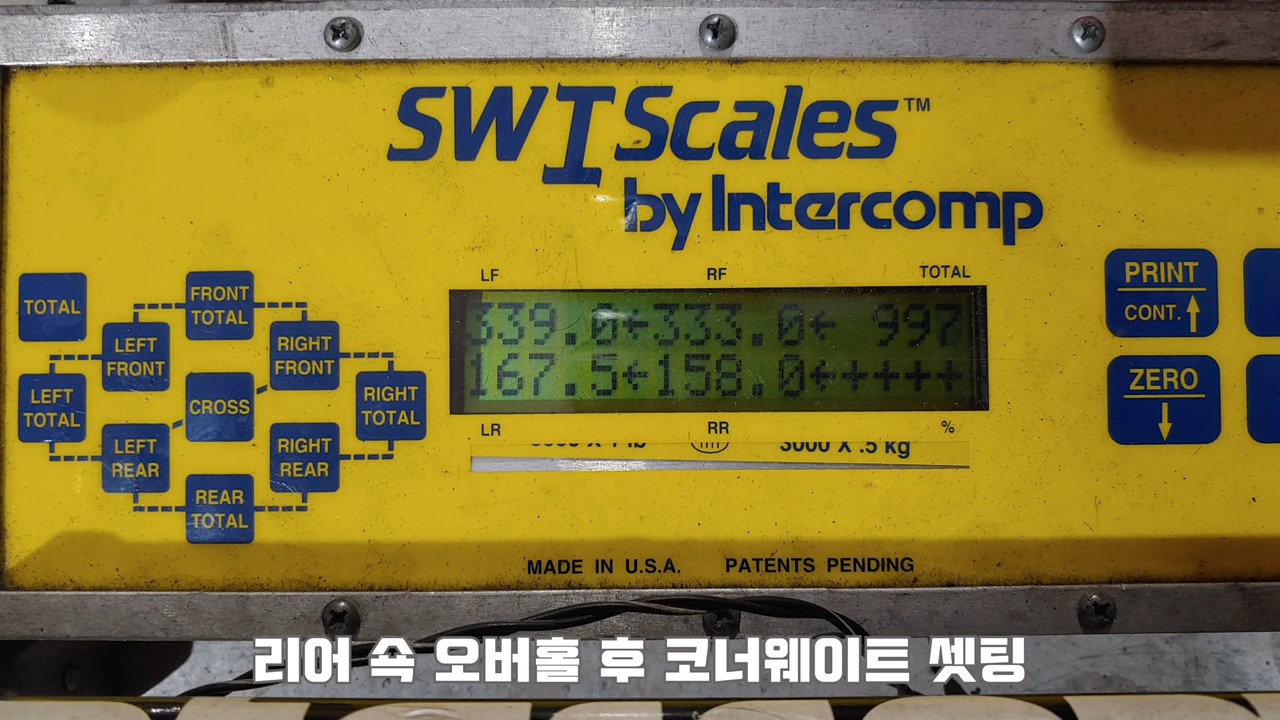 SWIScales™
by Intercomp
LF RF TOTAL
339.0←333.0← 997
167.5←158.0←++++
LR RR %
3000 X .5 kg
TOTAL
FRONT TOTAL
LEFT FRONT
RIGHT FRONT
LEFT TOTAL
CROSS
RIGHT TOTAL
LEFT REAR
RIGHT REAR
REAR TOTAL
PRINT
CONT.↑
ZERO
↓
MADE IN U.S.A. PATENTS PENDING
리어 속 오버홀 후 코너웨이트 셋팅